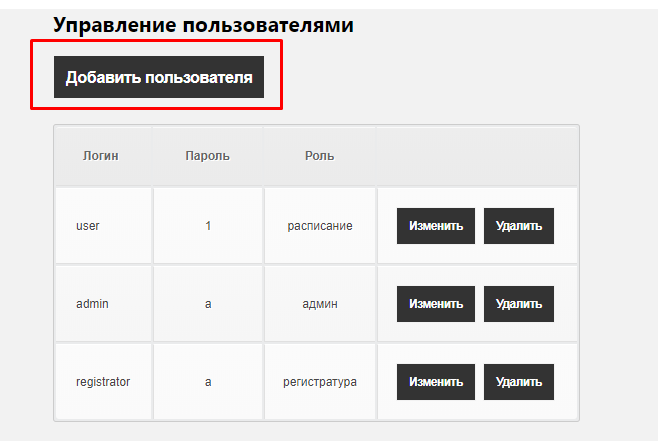 Управление пользователями
Добавить пользователя
Логин Пароль Роль
user 1 расписание Изменить Удалить
admin a админ Изменить Удалить
registrator a регистратура Изменить Удалить